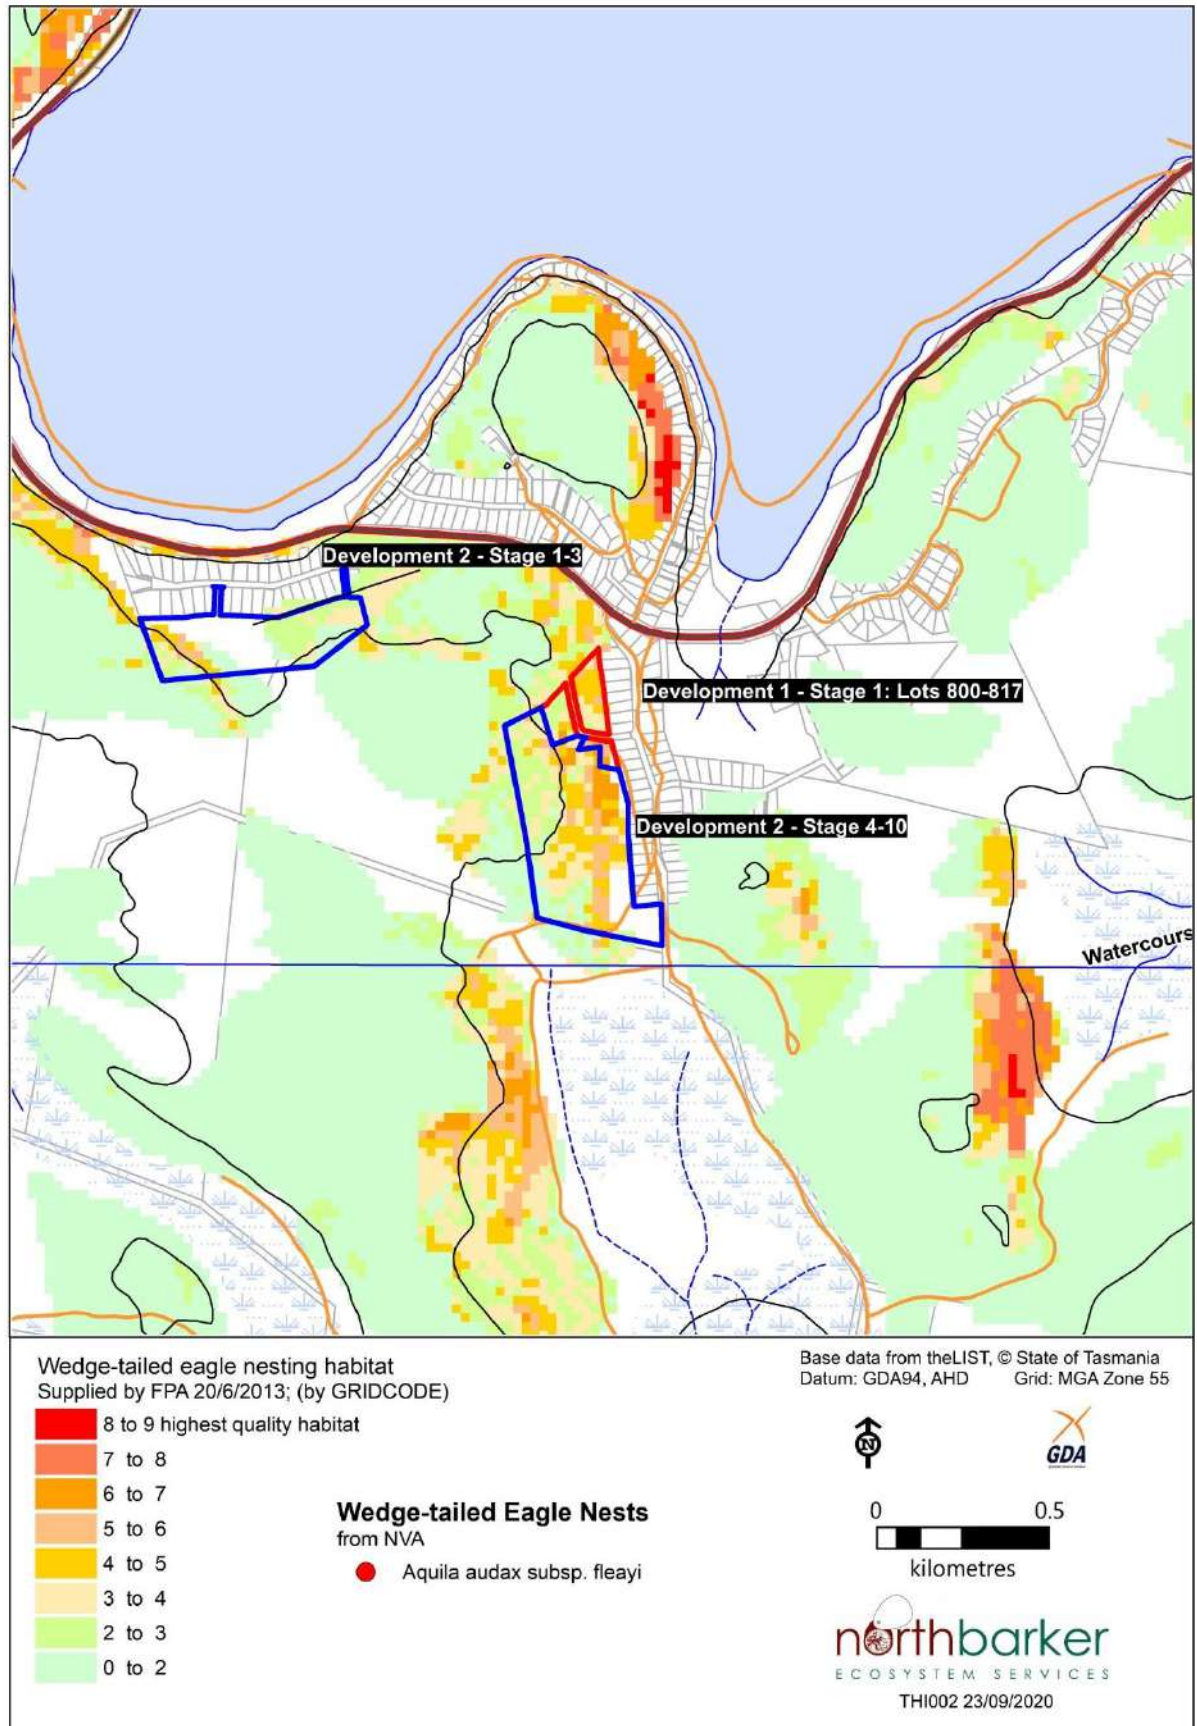 Development 2 - Stage 1-3
Development 1 - Stage 1: Lots 800-817
Development 2 - Stage 4-10
Watercours
Wedge-tailed eagle nesting habitat
Supplied by FPA 20/6/2013; (by GRIDCODE)
8 to 9 highest quality habitat
7 to 8
6 to 7
5 to 6
4 to 5
3 to 4
2 to 3
0 to 2
Wedge-tailed Eagle Nests
from NVA
Aquila audax subsp. fleayi
Base data from theLIST, © State of Tasmania
Datum: GDA94, AHD Grid: MGA Zone 55
N
GDA
0 0.5
kilometres
northbarker
ECOSYSTEM SERVICES
THI002 23/09/2020